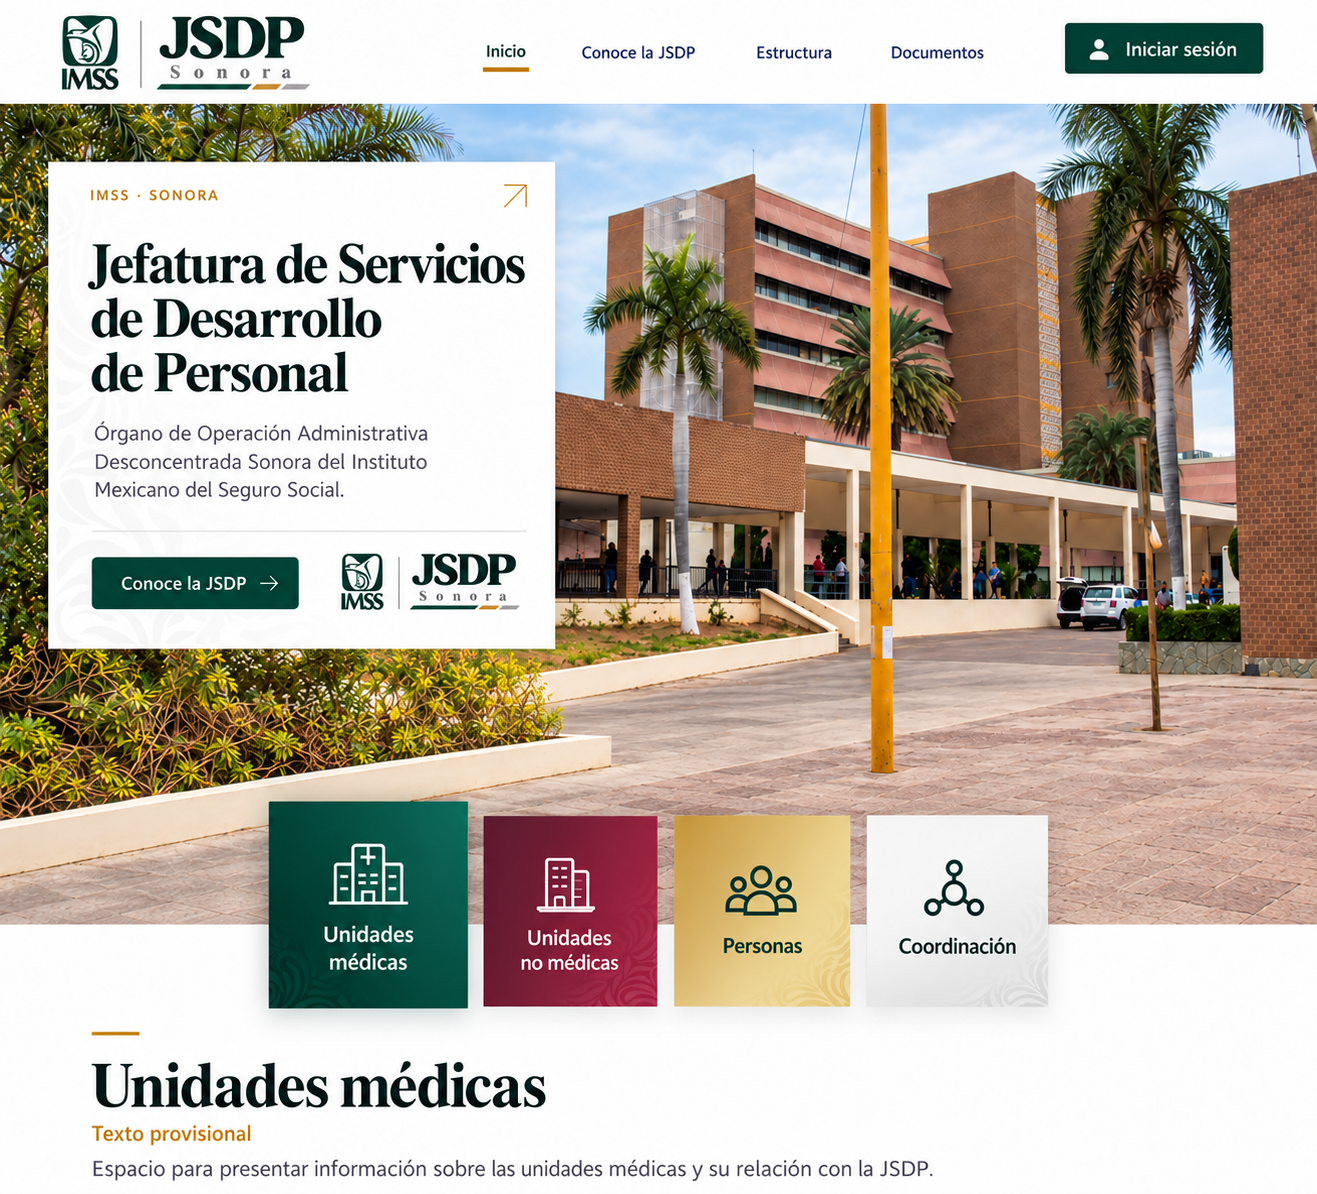 IMSS
JSDP
Sonora
Inicio
Conoce la JSDP
Estructura
Documentos
Iniciar sesión
IMSS · SONORA
Jefatura de Servicios
de Desarrollo
de Personal
Órgano de Operación Administrativa
Desconcentrada Sonora del Instituto
Mexicano del Seguro Social.
Conoce la JSDP →
IMSS
JSDP
Sonora
Unidades
médicas
Unidades
no médicas
Personas
Coordinación
Unidades médicas
Texto provisional
Espacio para presentar información sobre las unidades médicas y su relación con la JSDP.